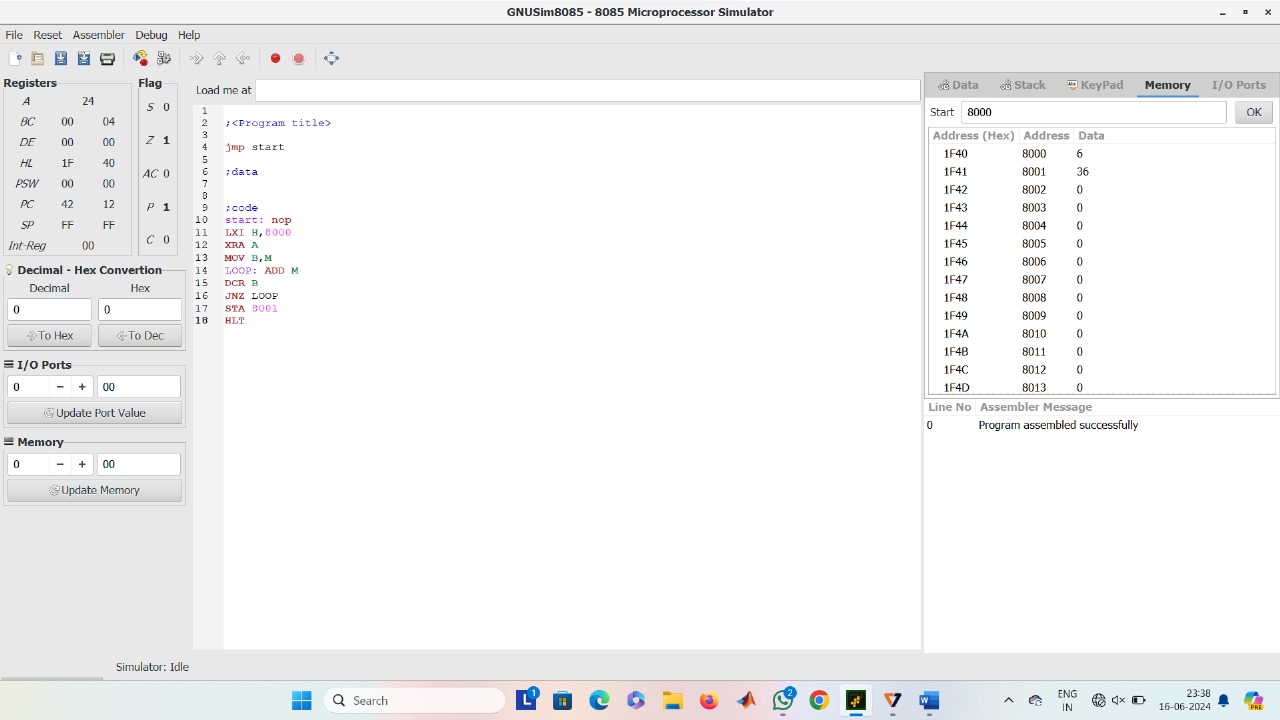 GNUSim8085 - 8085 Microprocessor Simulator
File Reset Assembler Debug Help
Registers
A 24
BC 00 04
DE 00 00
HL 1F 40
PSW 00 00
PC 42 12
SP FF FF
Int-Reg 00
Flag
S 0
Z 1
AC 0
P 1
C 0
Decimal - Hex Convertion
Decimal Hex
0 0
To Hex To Dec
I/O Ports
0 − + 00
Update Port Value
Memory
0 − + 00
Update Memory
Load me at
1
2 ;<Program title>
3
4 jmp start
5
6 ;data
7
8
9 ;code
10 start: nop
11 LXI H,8000
12 XRA A
13 MOV B,M
14 LOOP: ADD M
15 DCR B
16 JNZ LOOP
17 STA 8001
18 HLT
Data Stack KeyPad Memory I/O Ports
Start 8000 OK
Address (Hex) Address Data
1F40 8000 6
1F41 8001 36
1F42 8002 0
1F43 8003 0
1F44 8004 0
1F45 8005 0
1F46 8006 0
1F47 8007 0
1F48 8008 0
1F49 8009 0
1F4A 8010 0
1F4B 8011 0
1F4C 8012 0
1F4D 8013 0
Line No Assembler Message
0 Program assembled successfully
Simulator: Idle
Search
L 1
2
W
ENG
IN
23:38
16-06-2024
PRE